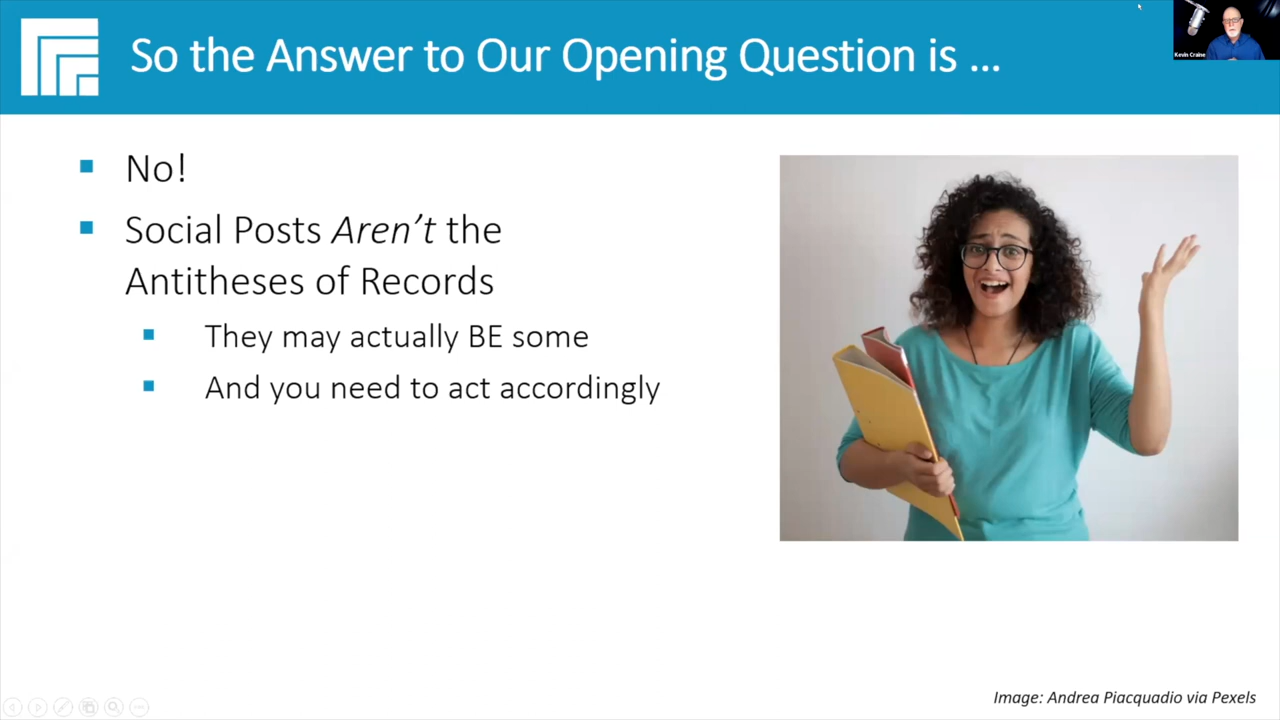 So the Answer to Our Opening Question is ...
Kevin Craine
No!
Social Posts Aren't the
Antitheses of Records
They may actually BE some
And you need to act accordingly
Image: Andrea Piacquadio via Pexels